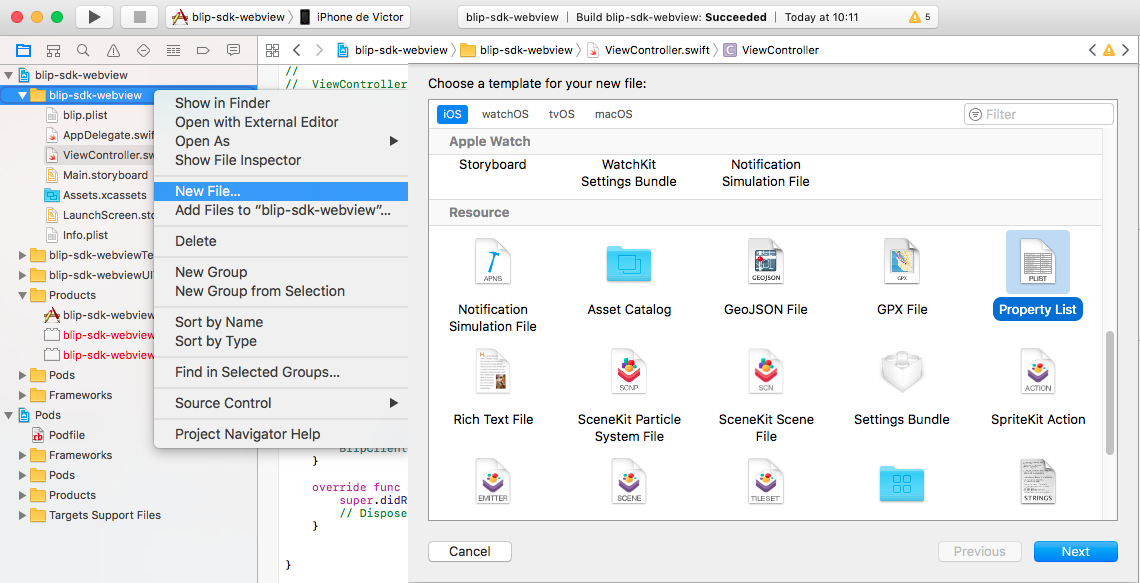 blip-sdk-webview
iPhone de Victor
blip-sdk-webview | Build blip-sdk-webview: Succeeded | Today at 10:11
5
blip-sdk-webview
blip-sdk-webview
ViewController.swift
C
ViewController
blip-sdk-webview
blip-sdk-webview
blip.plist
AppDelegate.swif
ViewController.sw
Main.storyboard
Assets.xcassets
LaunchScreen.sto
Info.plist
blip-sdk-webviewTe
blip-sdk-webviewUI
Products
blip-sdk-webview
blip-sdk-webview
blip-sdk-webview
Pods
Frameworks
Pods
rb
Podfile
Frameworks
Pods
Products
Targets Support Files
//
// ViewController
Show in Finder
Open with External Editor
Open As
Show File Inspector
New File...
Add Files to “blip-sdk-webview”...
Delete
New Group
New Group from Selection
Sort by Name
Sort by Type
Find in Selected Groups...
Source Control
Project Navigator Help
BlipClient
}
override func
super.didR
// Dispose
}
}
Choose a template for your new file:
iOS
watchOS
tvOS
macOS
Filter
Apple Watch
Storyboard
WatchKit
Settings Bundle
Notification
Simulation File
Resource
APNS
GEOJSON
GPX
PLIST
Notification
Simulation File
Asset Catalog
GeoJSON File
GPX File
Property List
SCNP
SCN
ACTION
Rich Text File
SceneKit Particle
System File
SceneKit Scene
File
Settings Bundle
SpriteKit Action
EMITTER
SCENE
TILESET
STRINGS
Cancel
Previous
Next